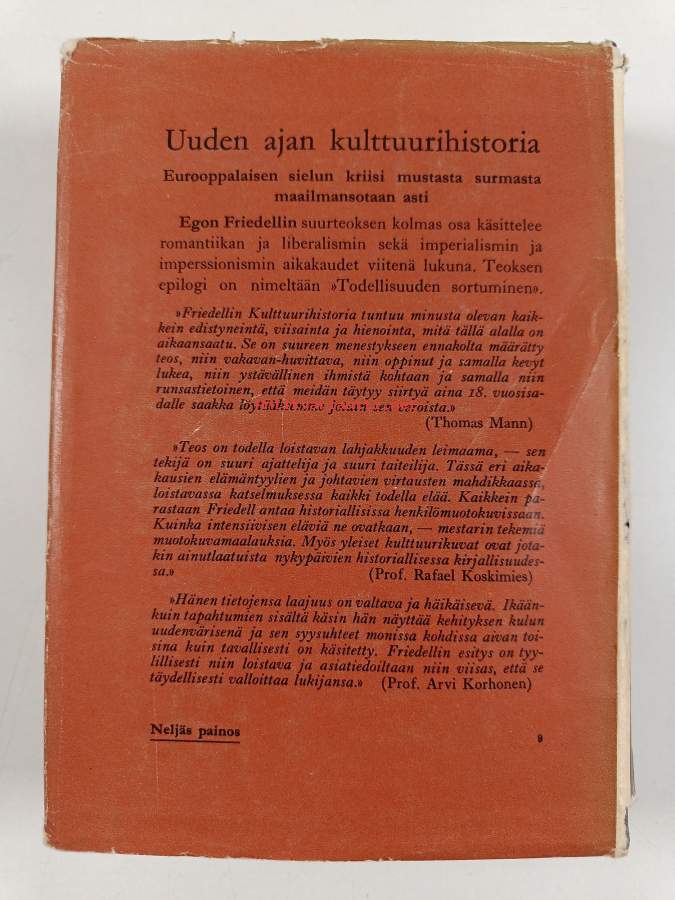 Uuden ajan kulttuurihistoria
Eurooppalaisen sielun kriisi mustasta surmasta
maailmansotaan asti
Egon Friedellin suurteoksen kolmas osa käsittelee
romantiikan ja liberalismin sekä imperialismin ja
imperssionismin aikakaudet viitenä lukuna. Teoksen
epilogi on nimeltään »Todellisuuden sortuminen».
»Friedellin Kulttuurihistoria tuntuu minusta olevan kaik-
kein edistyneintä, viisainta ja hienointa, mitä tällä alalla on
aikaansaatu. Se on suureen menestykseen ennakolta määrätty
teos, niin vakavan-huvittava, niin oppinut ja samalla kevyt
lukea, niin ystävällinen ihmistä kohtaan ja samalla niin
runsastietoinen, että meidän täytyy siirtyä aina 18. vuosisa-
dalle saakka löytääksemme jotain sen veroista.»
(Thomas Mann)
»Teos on todella loistavan lahjakkuuden leimaama, — sen
tekijä on suuri ajattelija ja suuri taiteilija. Tässä eri aika-
kausien elämäntyylien ja johtavien virtausten mahdikkaassa,
loistavassa katselmuksessa kaikki todella elää. Kaikkein pa-
rastaan Friedell antaa historiallisissa henkilömuotokuvissaan.
Kuinka intensiivisen eläviä ne ovatkaan, — mestarin tekemiä
muotokuvamaalauksia. Myös yleiset kulttuurikuvat ovat jota-
kin ainutlaatuista nykypäivien historiallisessa kirjallisuudes-
sa.» (Prof. Rafael Koskimies)
»Hänen tietojensa laajuus on valtava ja häikäisevä. Ikään-
kuin tapahtumien sisältä käsin hän näyttää kehityksen kulun
uudenvärisenä ja sen syysuhteet monissa kohdissa aivan toi-
sina kuin tavallisesti on käsitetty. Friedellin esitys on tyy-
lillisesti niin loistava ja asiatiedoiltaan niin viisas, että se
täydellisesti valloittaa lukijansa.» (Prof. Arvi Korhonen)
Neljäs painos 9